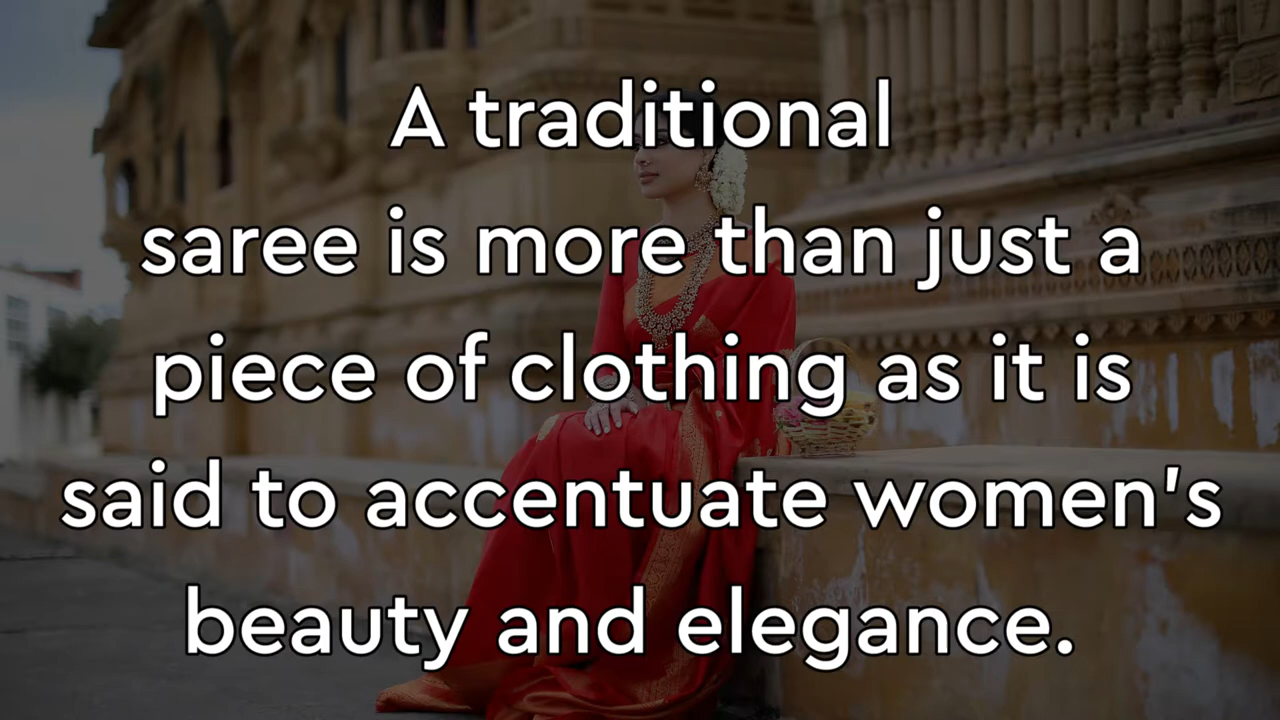 A traditional
saree is more than just a
piece of clothing as it is
said to accentuate women's
beauty and elegance.